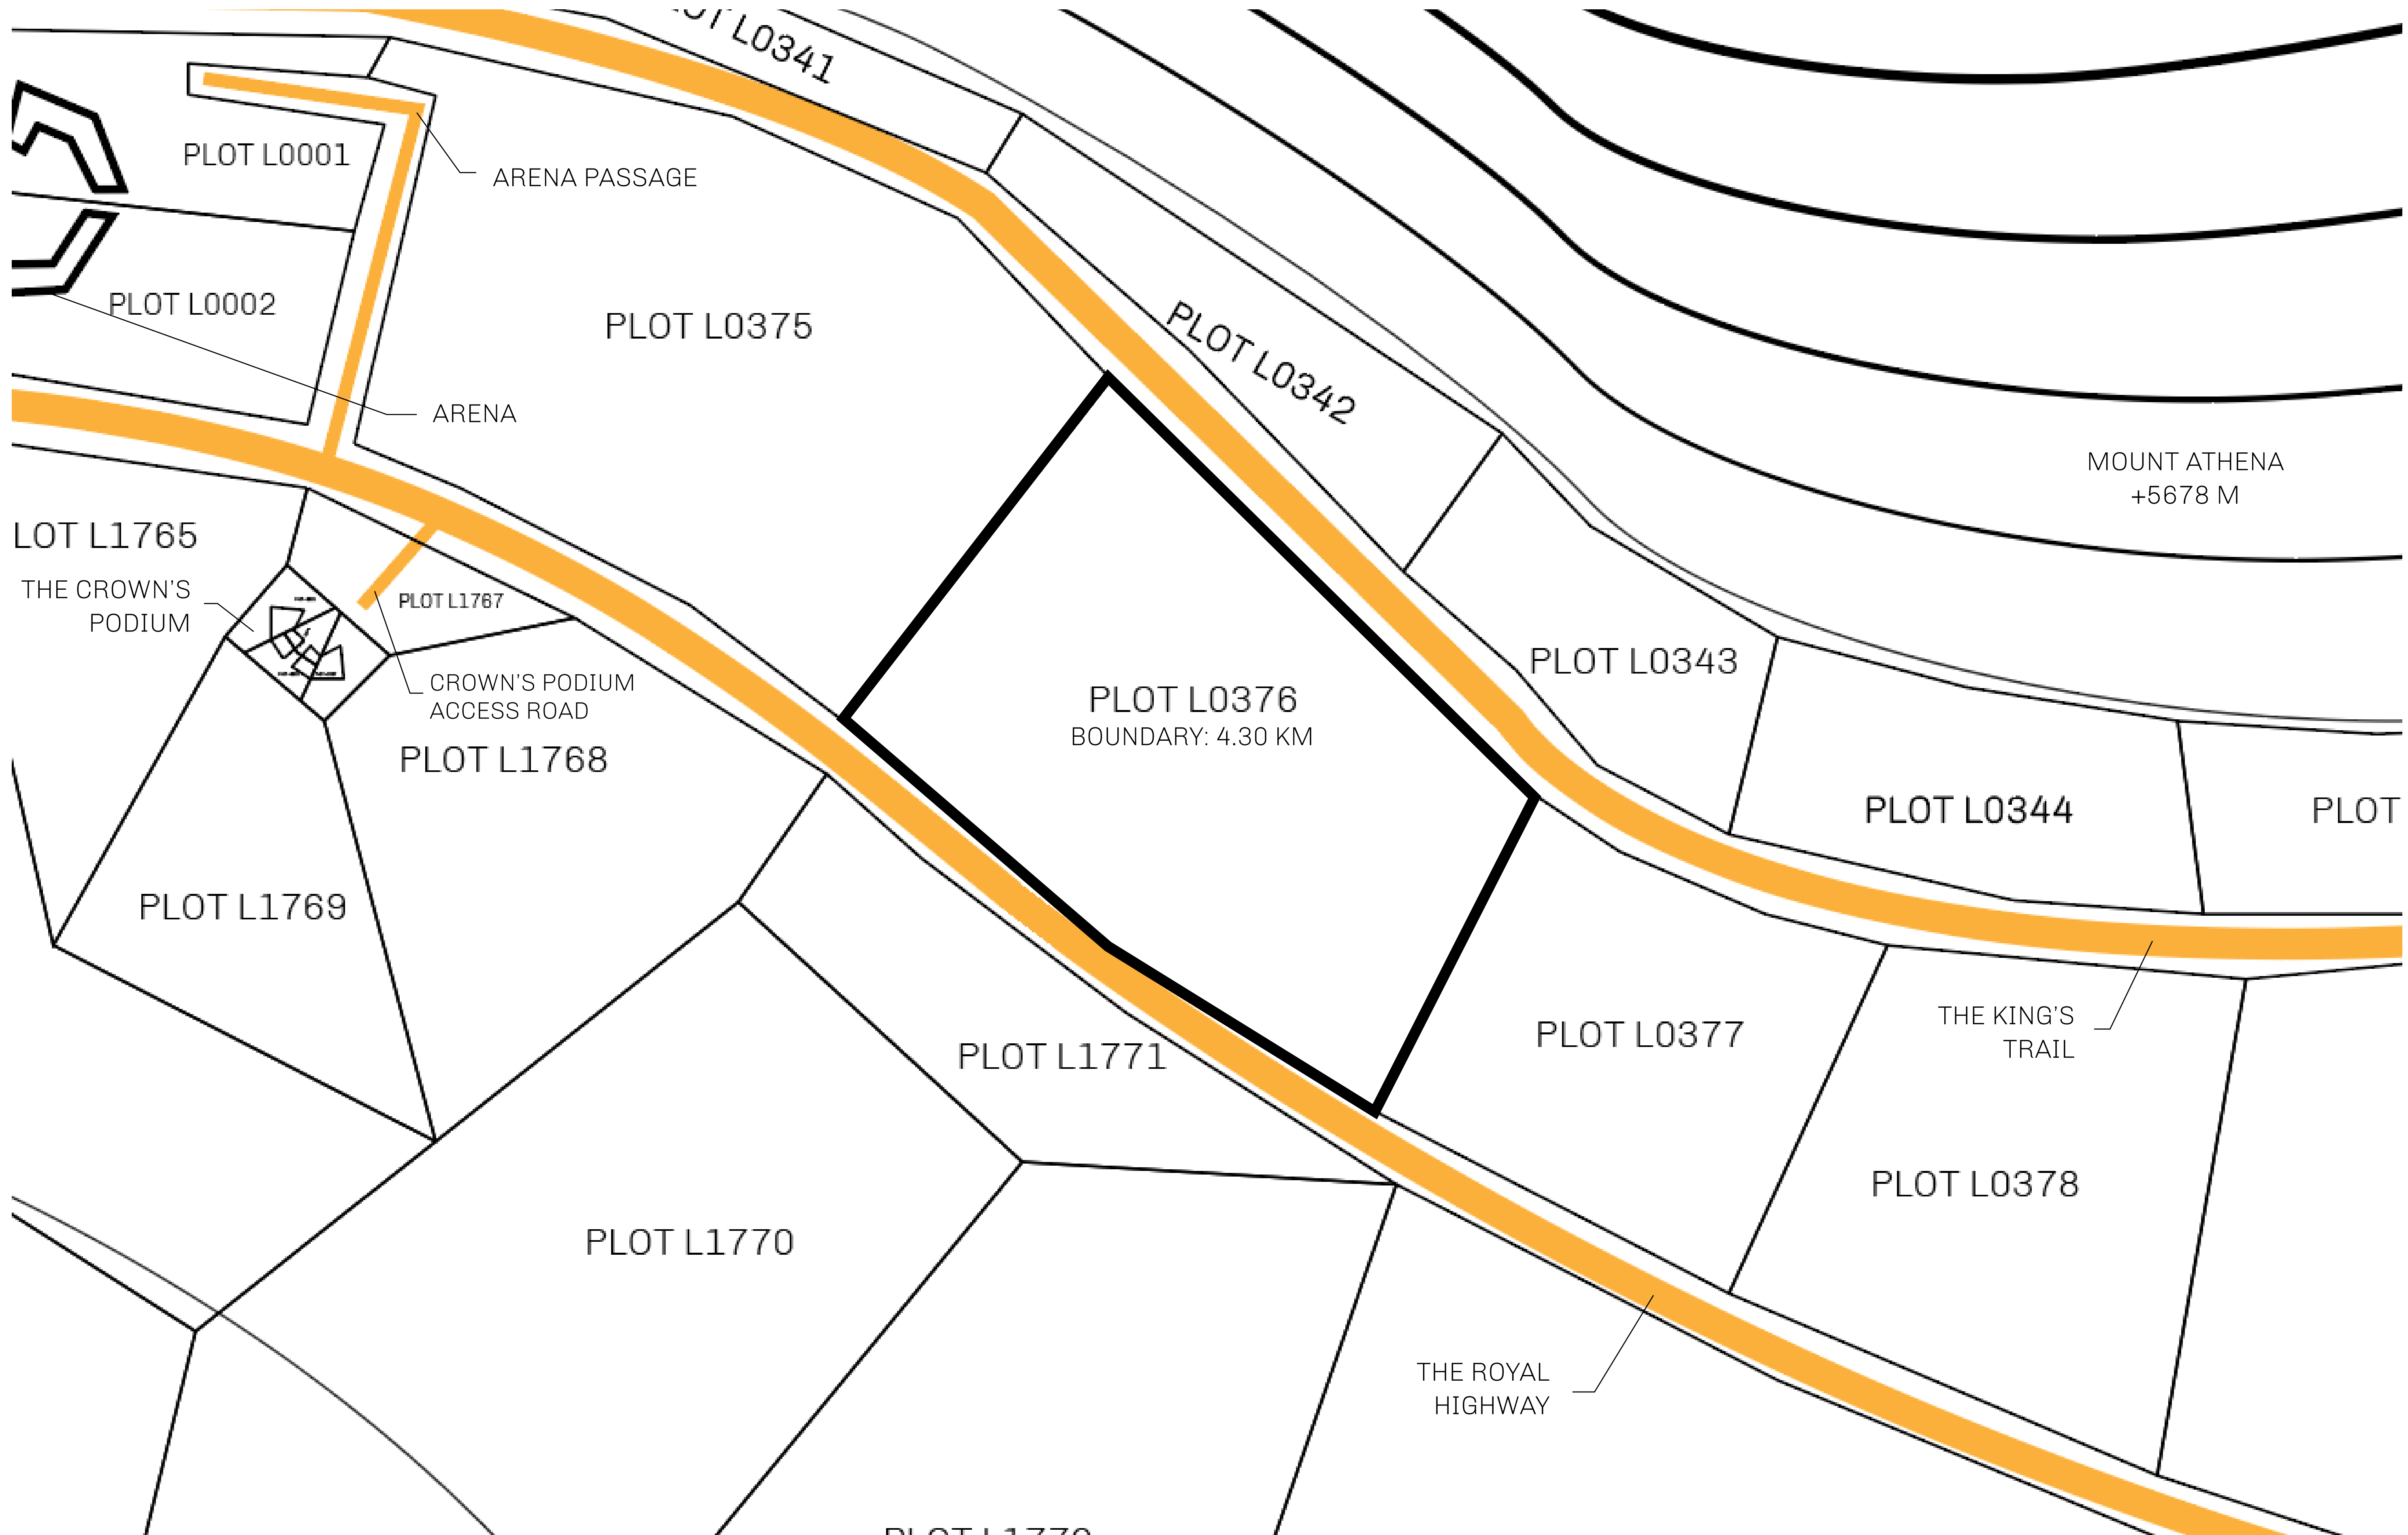 L0341
PLOT L0001
ARENA PASSAGE
PLOT L0002
PLOT L0375
PLOT L0342
ARENA
MOUNT ATHENA
+5678 M
LOT L1765
THE CROWN'S
PODIUM
PLOT L1767
CROWN'S PODIUM
ACCESS ROAD
PLOT L0376
BOUNDARY: 4.30 KM
PLOT L0343
PLOT L1768
PLOT L0344
PLOT
PLOT L1769
PLOT L1771
PLOT L0377
THE KING'S
TRAIL
PLOT L0378
PLOT L1770
THE ROYAL
HIGHWAY